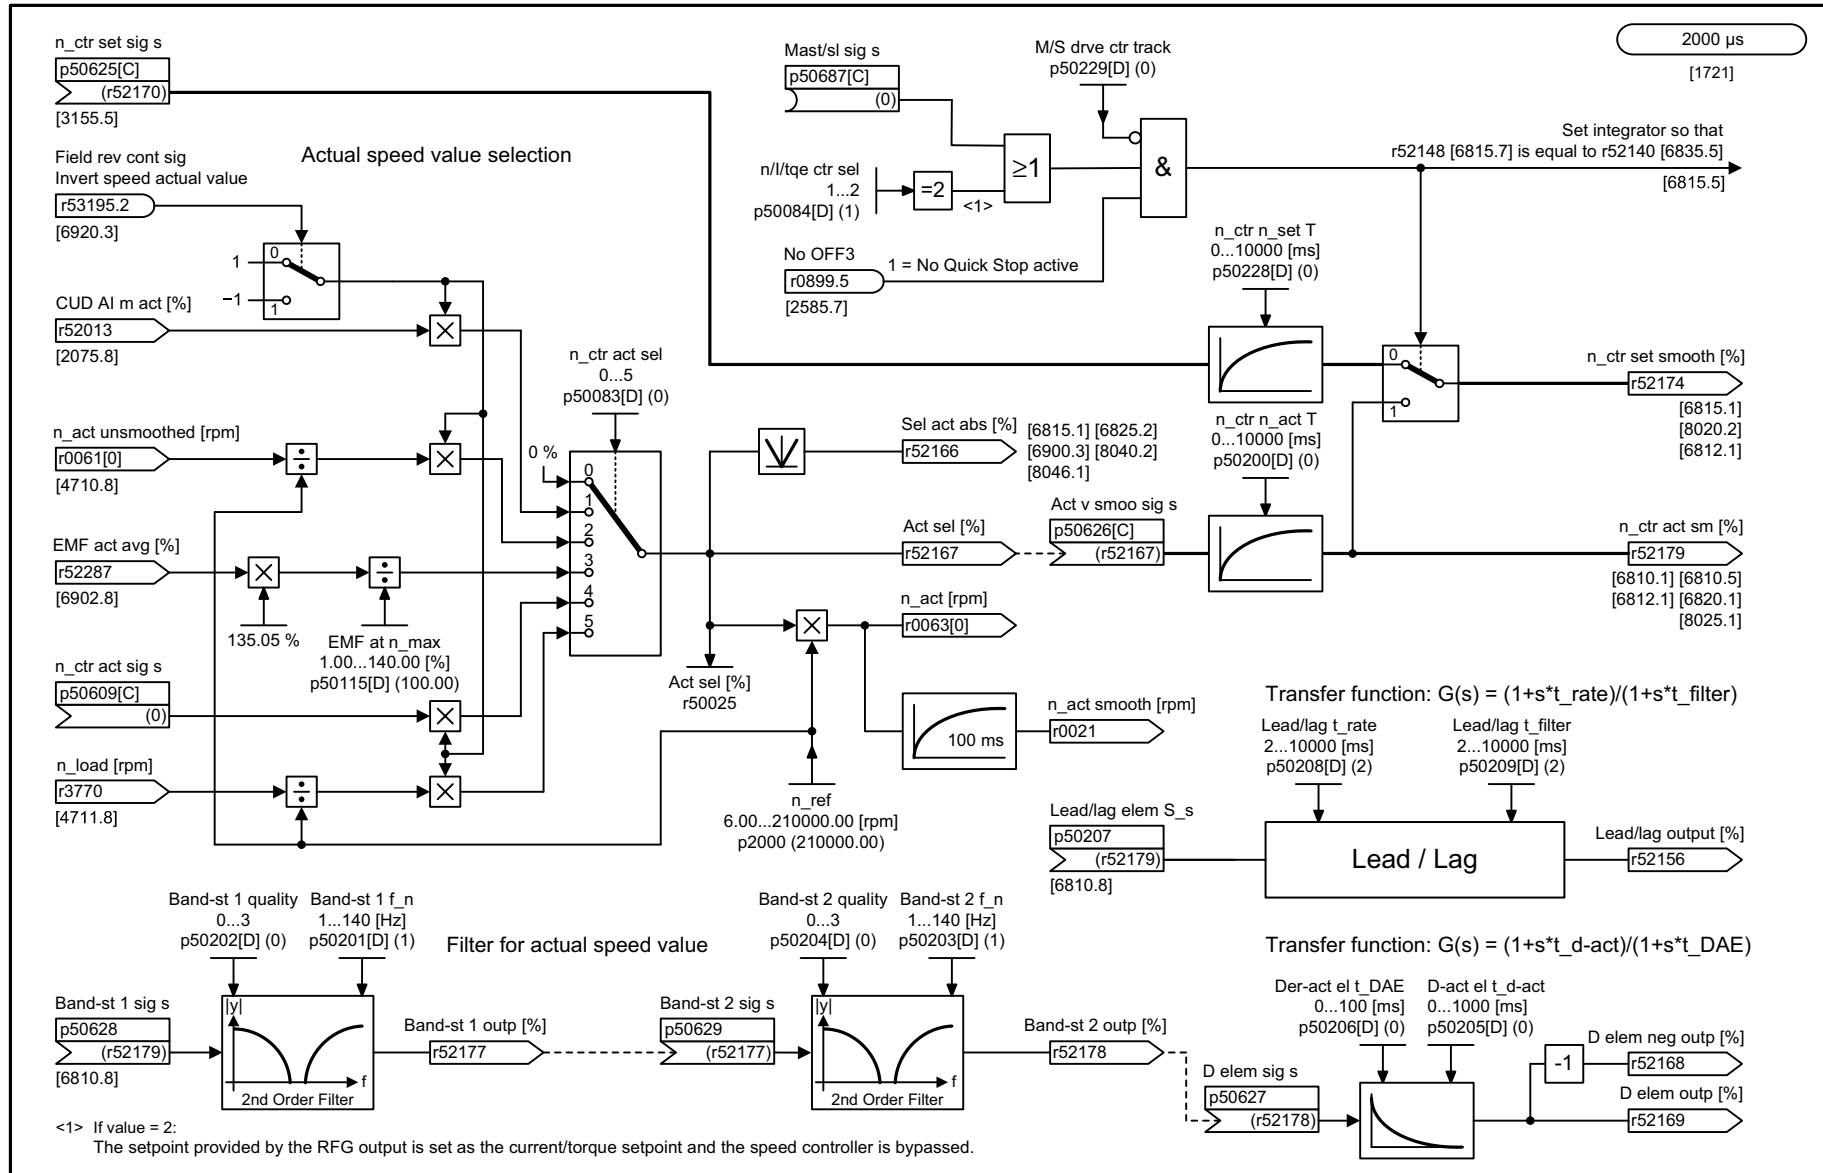 n_ctr set sig s
p50625[C]
(r52170)
[3155.5]
Field rev cont sig
Invert speed actual value
r53195.2
[6920.3]
Actual speed value selection
1
0
−1
1
CUD AI m act [%]
r52013
[2075.8]
n_act unsmoothed [rpm]
r0061[0]
[4710.8]
EMF act avg [%]
r52287
[6902.8]
135.05 %
EMF at n_max
1.00...140.00 [%]
p50115[D] (100.00)
n_ctr act sig s
p50609[C]
(0)
n_load [rpm]
r3770
[4711.8]
×
×
÷
×
÷
×
÷
×
n_ctr act sel
0...5
p50083[D] (0)
0 %
0
1
2
3
4
5
Mast/sl sig s
p50687[C]
(0)
n/I/tqe ctr sel
1...2
p50084[D] (1)
=2
<1>
≥1
M/S drve ctr track
p50229[D] (0)
&
No OFF3
r0899.5
1 = No Quick Stop active
[2585.7]
2000 µs
[1721]
Set integrator so that
r52148 [6815.7] is equal to r52140 [6835.5]
[6815.5]
n_ctr n_set T
0...10000 [ms]
p50228[D] (0)
0
1
n_ctr set smooth [%]
r52174
[6815.1]
[8020.2]
[6812.1]
Sel act abs [%]
r52166
[6815.1] [6825.2]
[6900.3] [8040.2]
[8046.1]
n_ctr n_act T
0...10000 [ms]
p50200[D] (0)
Act sel [%]
r52167
Act v smoo sig s
p50626[C]
(r52167)
n_ctr act sm [%]
r52179
[6810.1] [6810.5]
[6812.1] [6820.1]
[8025.1]
×
n_act [rpm]
r0063[0]
Act sel [%]
r50025
100 ms
n_act smooth [rpm]
r0021
n_ref
6.00...210000.00 [rpm]
p2000 (210000.00)
Transfer function: G(s) = (1+s*t_rate)/(1+s*t_filter)
Lead/lag t_rate
2...10000 [ms]
p50208[D] (2)
Lead/lag t_filter
2...10000 [ms]
p50209[D] (2)
Lead/lag elem S_s
p50207
(r52179)
[6810.8]
Lead / Lag
Lead/lag output [%]
r52156
Filter for actual speed value
Band-st 1 quality
0...3
p50202[D] (0)
Band-st 1 f_n
1...140 [Hz]
p50201[D] (1)
Band-st 1 sig s
p50628
(r52179)
[6810.8]
|y|
f
2nd Order Filter
Band-st 1 outp [%]
r52177
Band-st 2 quality
0...3
p50204[D] (0)
Band-st 2 f_n
1...140 [Hz]
p50203[D] (1)
Band-st 2 sig s
p50629
(r52177)
|y|
f
2nd Order Filter
Band-st 2 outp [%]
r52178
Transfer function: G(s) = (1+s*t_d-act)/(1+s*t_DAE)
Der-act el t_DAE
0...100 [ms]
p50206[D] (0)
D-act el t_d-act
0...1000 [ms]
p50205[D] (0)
D elem sig s
p50627
(r52178)
-1
D elem neg outp [%]
r52168
D elem outp [%]
r52169
<1> If value = 2:
The setpoint provided by the RFG output is set as the current/torque setpoint and the speed controller is bypassed.